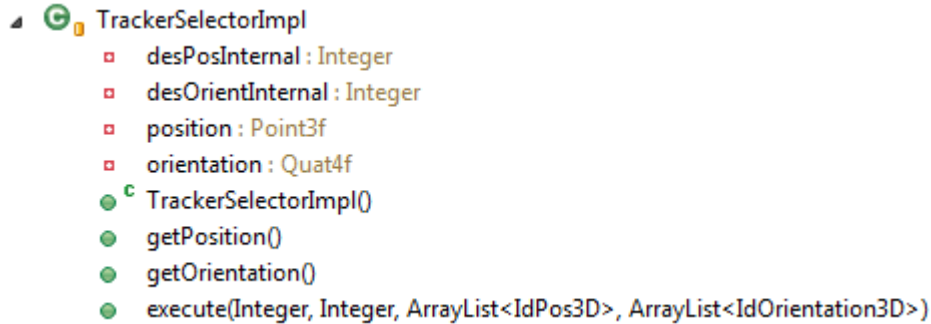 TrackerSelectorImpl
desPosInternal : Integer
desOrientInternal : Integer
position : Point3f
orientation : Quat4f
TrackerSelectorImpl()
getPosition()
getOrientation()
execute(Integer, Integer, ArrayList<IdPos3D>, ArrayList<IdOrientation3D>)